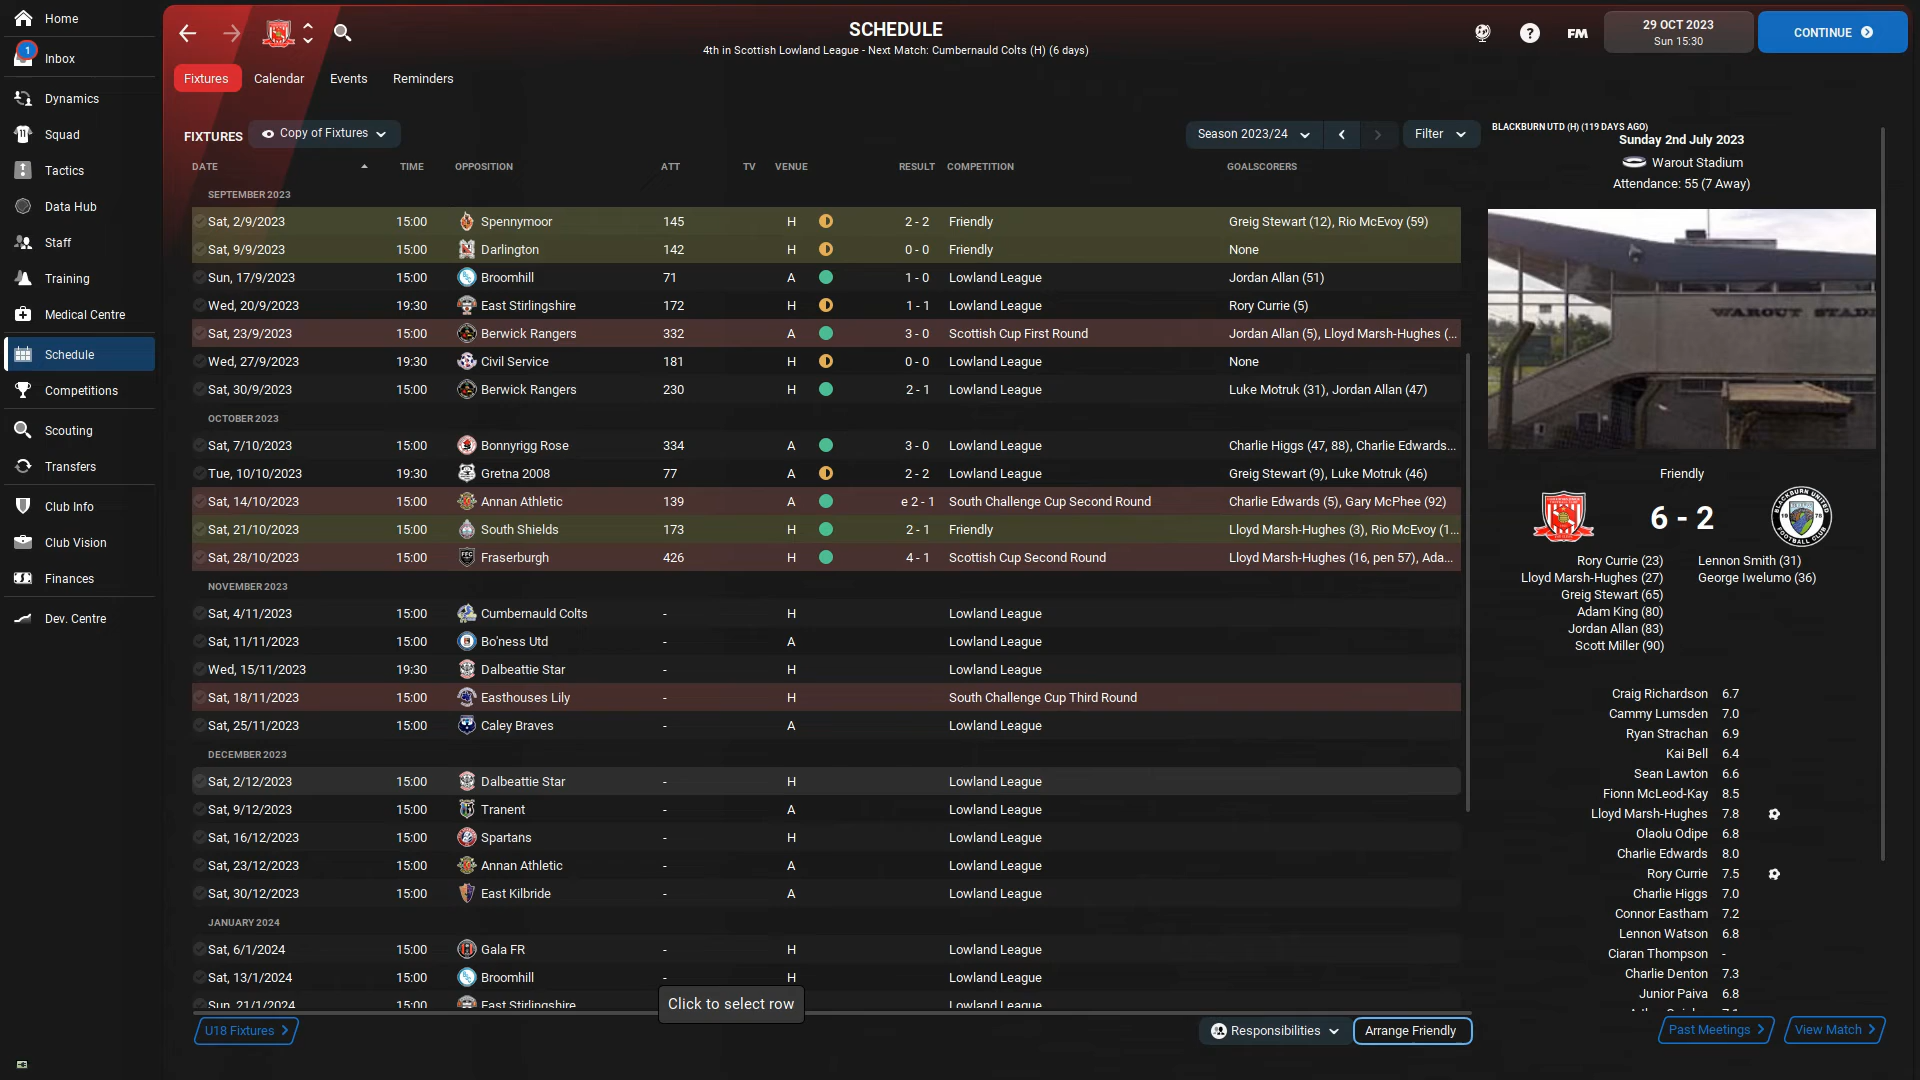 Home
1
Inbox
Dynamics
Squad
Tactics
Data Hub
Staff
Training
Medical Centre
Schedule
Competitions
Scouting
Transfers
Club Info
Club Vision
Finances
Dev. Centre
SCHEDULE
4th in Scottish Lowland League - Next Match: Cumbernauld Colts (H) (6 days)
FM
29 OCT 2023
Sun 15:30
CONTINUE
Fixtures Calendar Events Reminders
FIXTURES Copy of Fixtures
Season 2023/24 Filter
DATE TIME OPPOSITION ATT TV VENUE RESULT COMPETITION GOALSCORERS
SEPTEMBER 2023
Sat, 2/9/2023 15:00 Spennymoor 145 H 2 - 2 Friendly Greig Stewart (12), Rio McEvoy (59)
Sat, 9/9/2023 15:00 Darlington 142 H 0 - 0 Friendly None
Sun, 17/9/2023 15:00 Broomhill 71 A 1 - 0 Lowland League Jordan Allan (51)
Wed, 20/9/2023 19:30 East Stirlingshire 172 H 1 - 1 Lowland League Rory Currie (5)
Sat, 23/9/2023 15:00 Berwick Rangers 332 A 3 - 0 Scottish Cup First Round Jordan Allan (5), Lloyd Marsh-Hughes (...
Wed, 27/9/2023 19:30 Civil Service 181 H 0 - 0 Lowland League None
Sat, 30/9/2023 15:00 Berwick Rangers 230 H 2 - 1 Lowland League Luke Motruk (31), Jordan Allan (47)
OCTOBER 2023
Sat, 7/10/2023 15:00 Bonnyrigg Rose 334 A 3 - 0 Lowland League Charlie Higgs (47, 88), Charlie Edwards...
Tue, 10/10/2023 19:30 Gretna 2008 77 A 2 - 2 Lowland League Greig Stewart (9), Luke Motruk (46)
Sat, 14/10/2023 15:00 Annan Athletic 139 A e 2 - 1 South Challenge Cup Second Round Charlie Edwards (5), Gary McPhee (92)
Sat, 21/10/2023 15:00 South Shields 173 H 2 - 1 Friendly Lloyd Marsh-Hughes (3), Rio McEvoy (1...
Sat, 28/10/2023 15:00 Fraserburgh 426 H 4 - 1 Scottish Cup Second Round Lloyd Marsh-Hughes (16, pen 57), Ada...
NOVEMBER 2023
Sat, 4/11/2023 15:00 Cumbernauld Colts - H Lowland League
Sat, 11/11/2023 15:00 Bo'ness Utd - A Lowland League
Wed, 15/11/2023 19:30 Dalbeattie Star - H Lowland League
Sat, 18/11/2023 15:00 Easthouses Lily - H South Challenge Cup Third Round
Sat, 25/11/2023 15:00 Caley Braves - A Lowland League
DECEMBER 2023
Sat, 2/12/2023 15:00 Dalbeattie Star - H Lowland League
Sat, 9/12/2023 15:00 Tranent - A Lowland League
Sat, 16/12/2023 15:00 Spartans - H Lowland League
Sat, 23/12/2023 15:00 Annan Athletic - A Lowland League
Sat, 30/12/2023 15:00 East Kilbride - A Lowland League
JANUARY 2024
Sat, 6/1/2024 15:00 Gala FR - H Lowland League
Sat, 13/1/2024 15:00 Broomhill - H Lowland League
Sun, 21/1/2024 15:00 East Stirlingshire Lowland League
Click to select row
U18 Fixtures
Responsibilities Arrange Friendly
BLACKBURN UTD (H) (119 DAYS AGO)
Sunday 2nd July 2023
Warout Stadium
Attendance: 55 (7 Away)
WAROUT STADI
Friendly
6 - 2
BLACKBURN UNITED
FOOTBALL CLUB
Rory Currie (23) Lennon Smith (31)
Lloyd Marsh-Hughes (27) George Iwelumo (36)
Greig Stewart (65)
Adam King (80)
Jordan Allan (83)
Scott Miller (90)
Craig Richardson 6.7
Cammy Lumsden 7.0
Ryan Strachan 6.9
Kai Bell 6.4
Sean Lawton 6.6
Fionn McLeod-Kay 8.5
Lloyd Marsh-Hughes 7.8
Olaolu Odipe 6.8
Charlie Edwards 8.0
Rory Currie 7.5
Charlie Higgs 7.0
Connor Eastham 7.2
Lennon Watson 6.8
Ciaran Thompson -
Charlie Denton 7.3
Junior Paiva 6.8
Past Meetings View Match